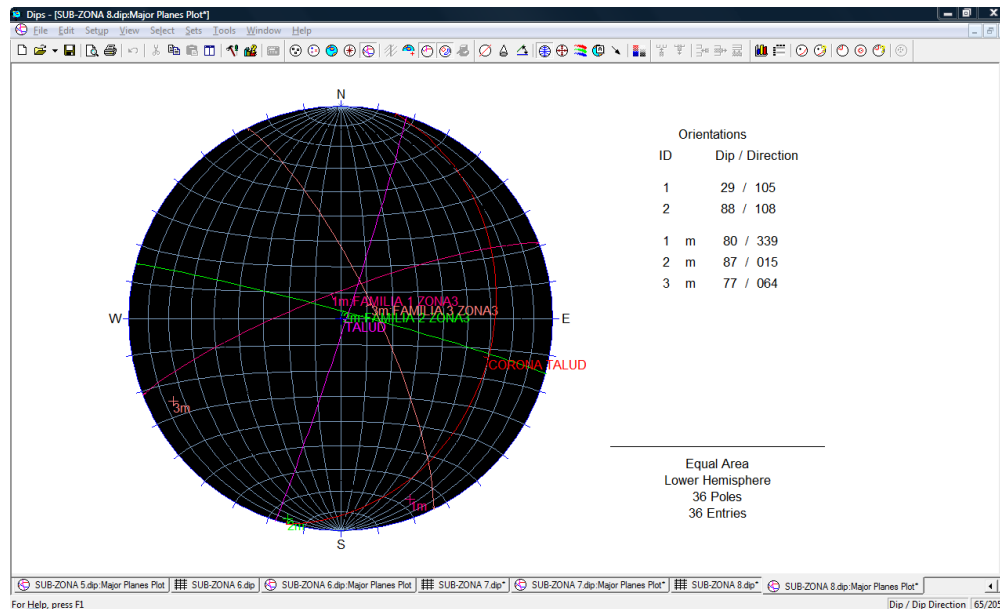 Dips - [SUB-ZONA 8.dip:Major Planes Plot*]
File Edit Setup View Select Sets Tools Window Help
N
W
E
S
1m:FAMILIA 1 ZONA3
3m:FAMILIA 3 ZONA3
2m:FAMILIA 2 ZONA3
TALUD
CORONA TALUD
3m
1m
2m
Orientations
ID Dip / Direction
1 29 / 105
2 88 / 108
1 m 80 / 339
2 m 87 / 015
3 m 77 / 064
Equal Area
Lower Hemisphere
36 Poles
36 Entries
SUB-ZONA 5.dip:Major Planes Plot SUB-ZONA 6.dip SUB-ZONA 6.dip:Major Planes Plot SUB-ZONA 7.dip* SUB-ZONA 7.dip:Major Planes Plot* SUB-ZONA 8.dip* SUB-ZONA 8.dip:Major Planes Plot*
For Help, press F1 Dip / Dip Direction 65/205